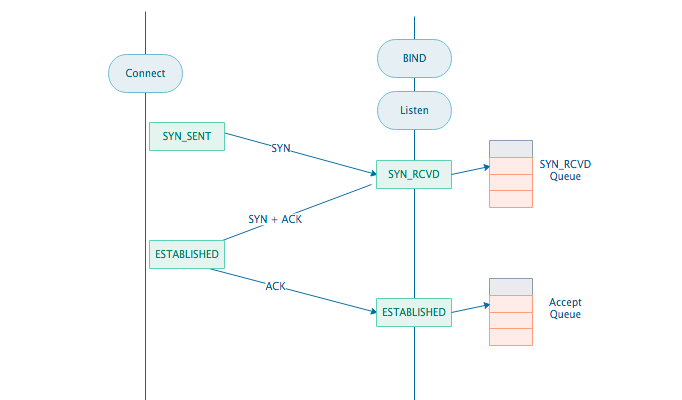 BIND
Connect
Listen
SYN_SENT
SYN
SYN_RCVD
SYN_RCVD
Queue
SYN + ACK
ESTABLISHED
ACK
ESTABLISHED
Accept
Queue